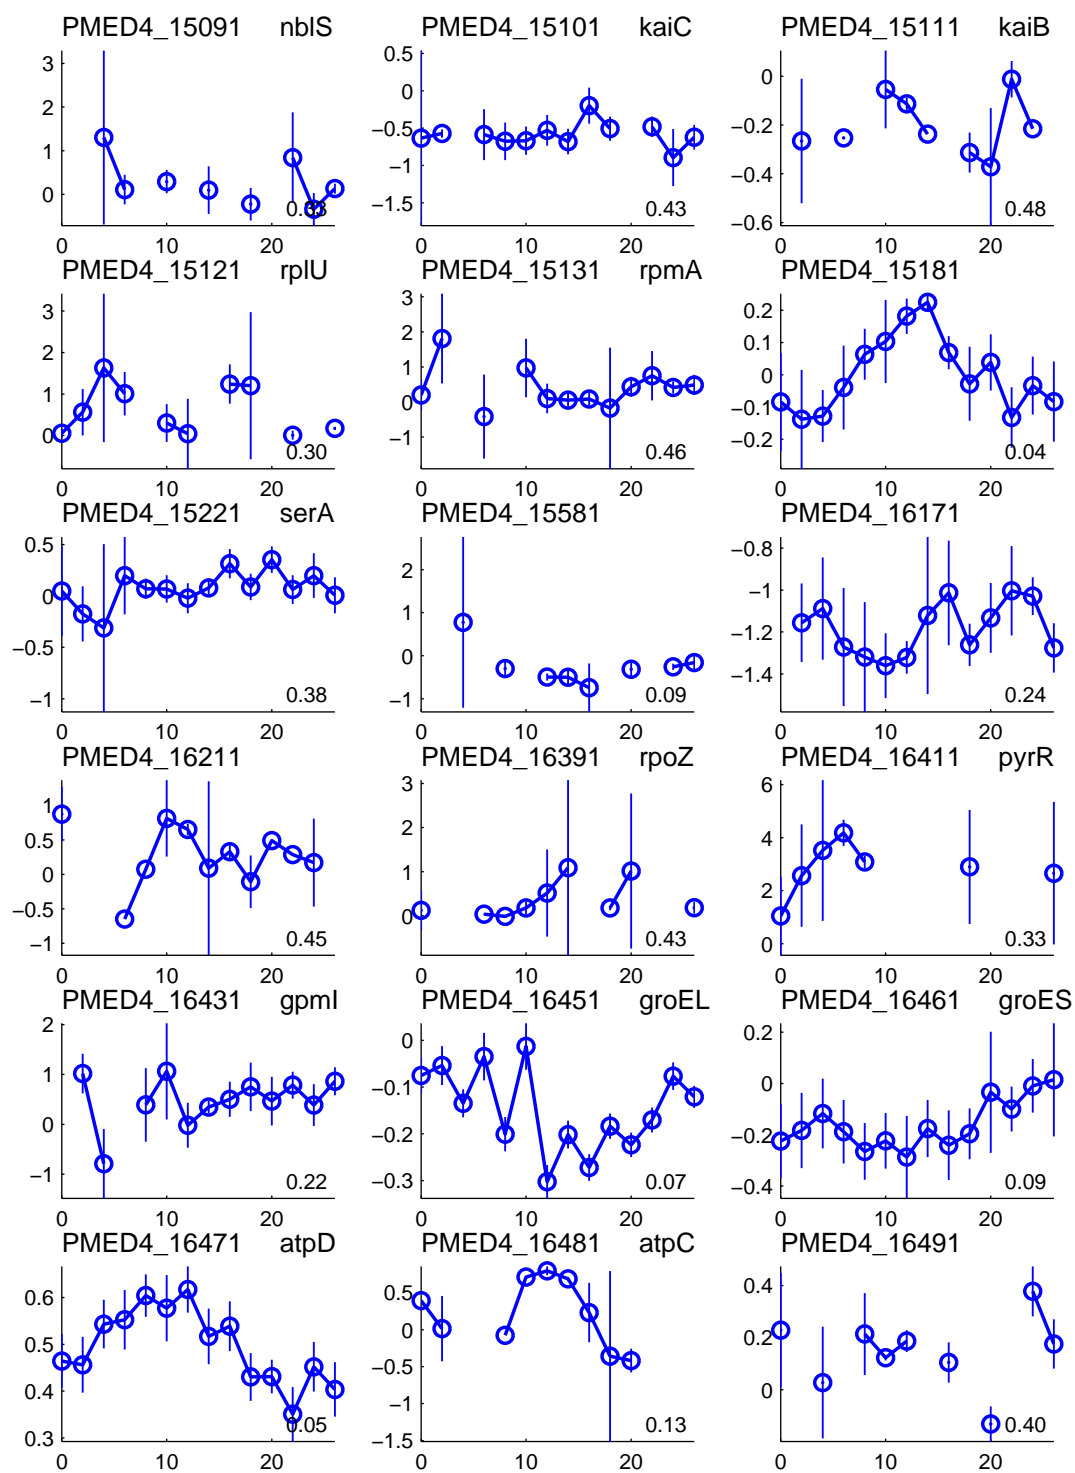 PMED4_15091 nblS PMED4_15101 kaiC PMED4_15111 kaiB
3 2 1 0 0.33 0 10 20
0.5 0 −0.5 −1 −1.5 0.43 0 10 20
0 −0.2 −0.4 −0.6 0.48 0 10 20
PMED4_15121 rplU PMED4_15131 rpmA PMED4_15181
3 2 1 0 0.30 0 10 20
3 2 1 0 −1 0.46 0 20
0.2 0.1 0 −0.1 −0.2 0.04 0 10 20
PMED4_15221 serA PMED4_15581 PMED4_16171
0.5 0 −0.5 −1 0.38 0 10 20
2 1 0 −1 0.09 0 10 20
−0.8 −1 −1.2 −1.4 0.24 0 10 20
PMED4_16211 PMED4_16391 rpoZ PMED4_16411 pyrR
1 0.5 0 −0.5 −1 0.45 0 10 20
3 2 1 0 0.43 0 10 20
6 4 2 0 0.33 0 10 20
PMED4_16431 gpmI PMED4_16451 groEL PMED4_16461 groES
2 1 0 −1 0.22 0 10 20
0 −0.1 −0.2 −0.3 0.07 0 10 20
0.2 0 −0.2 −0.4 0.09 0 10 20
PMED4_16471 atpD PMED4_16481 atpC PMED4_16491
0.6 0.5 0.4 0.3 0.05 0 10 20
0.5 0 −0.5 −1 −1.5 0.13 0 10 20
0.4 0.2 0 0.40 0 10 20